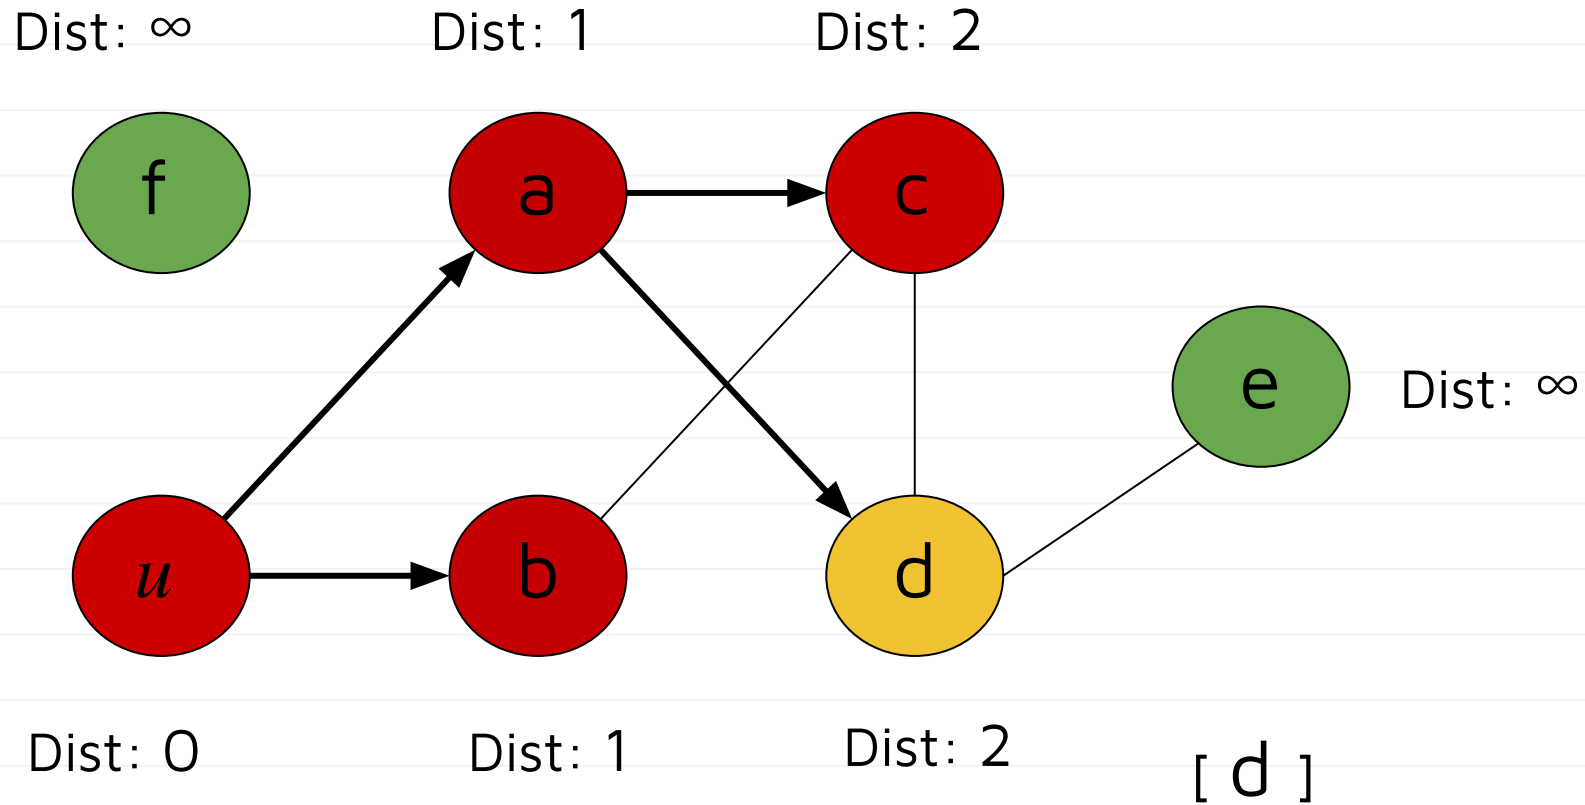 Dist: ∞
Dist: 1
Dist: 2
f
a
c
e
Dist: ∞
u
b
d
Dist: 0
Dist: 1
Dist: 2
[ d ]